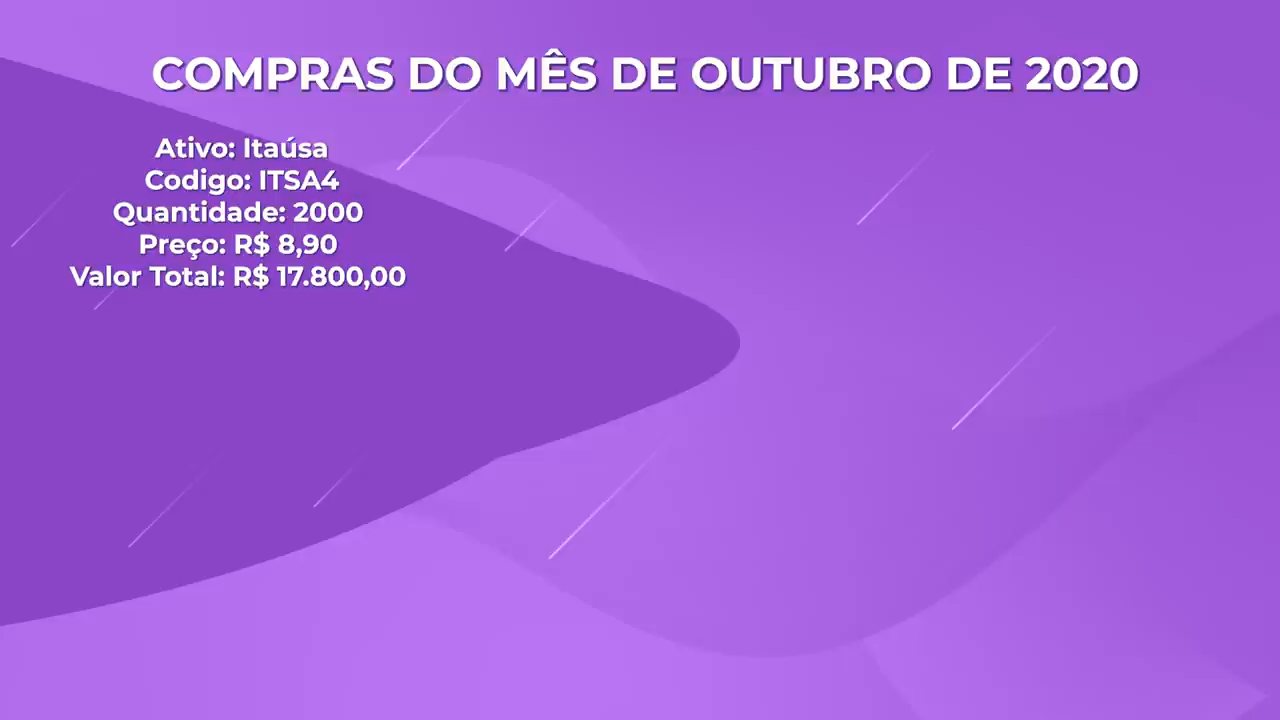 COMPRAS DO MÊS DE OUTUBRO DE 2020
Ativo: Itaúsa
Codigo: ITSA4
Quantidade: 2000
Preço: R$ 8,90
Valor Total: R$ 17.800,00